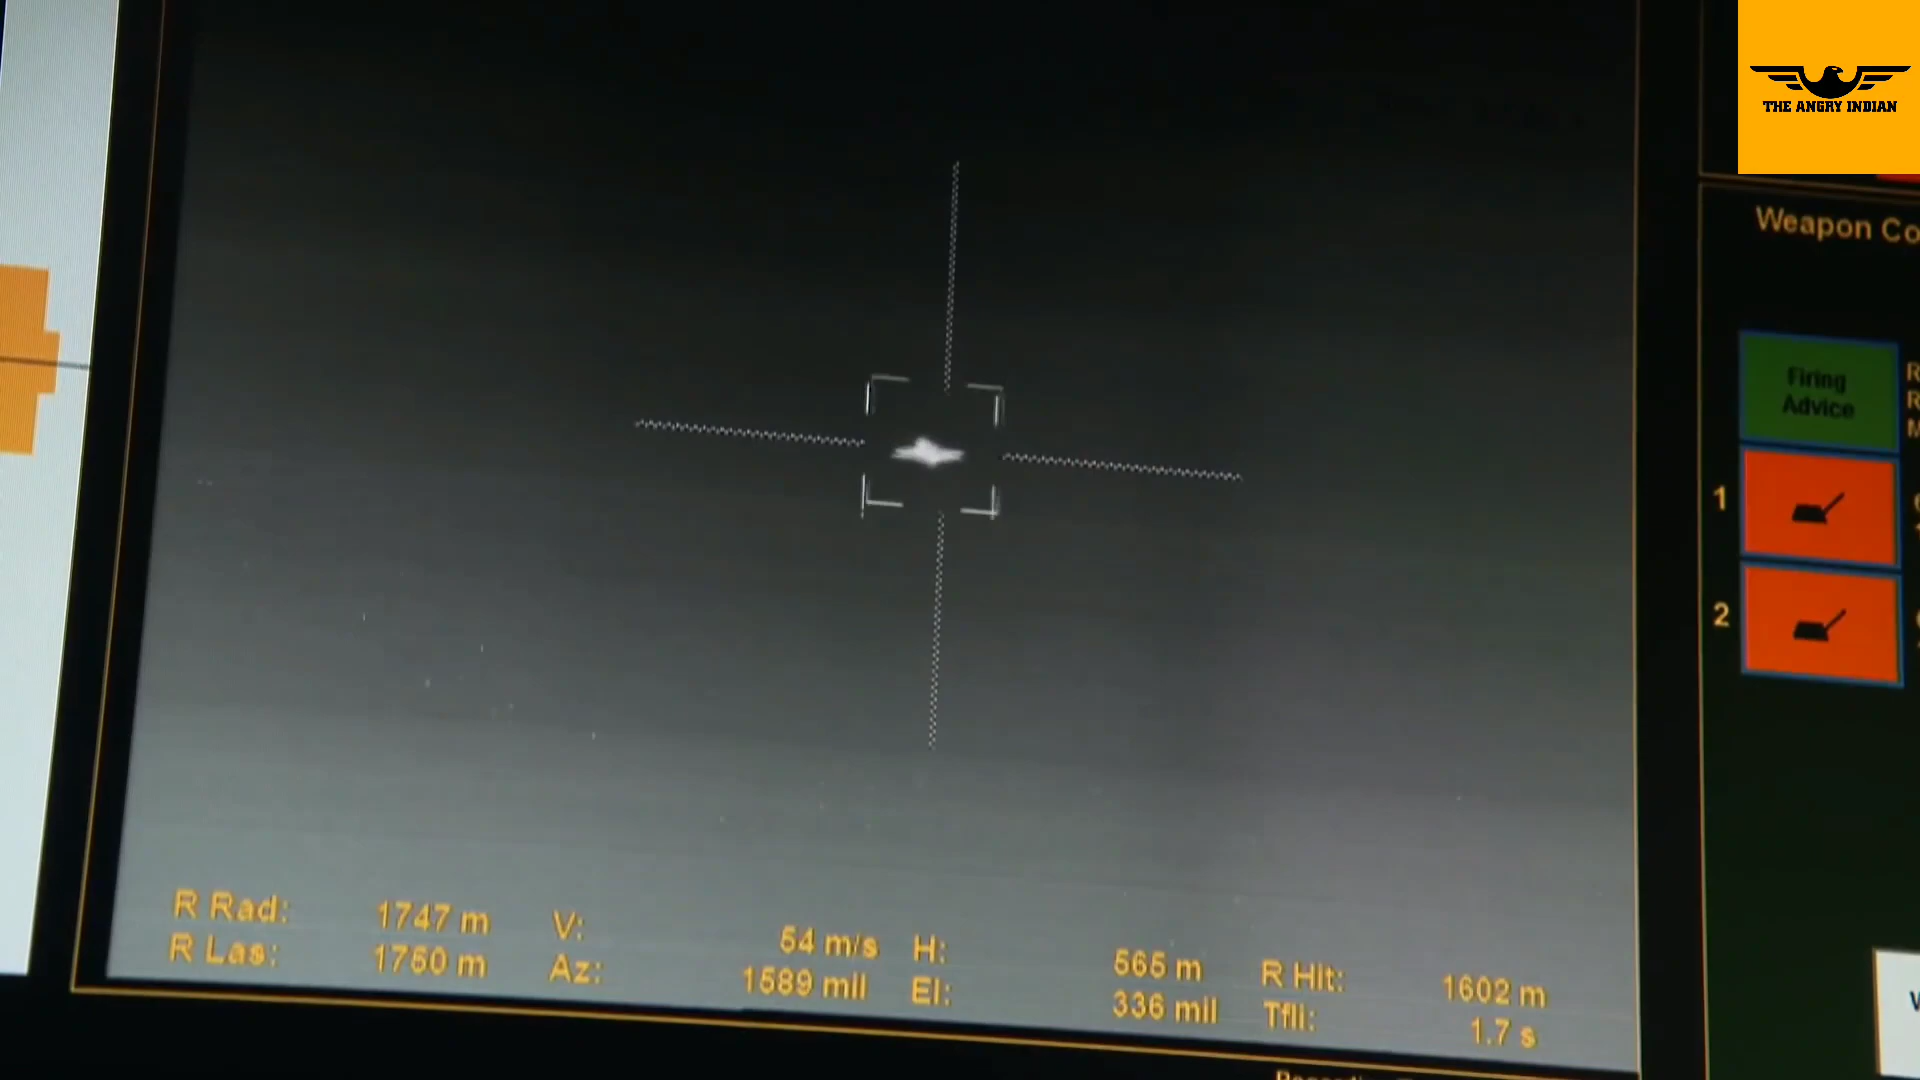 THE ANGRY INDIAN
Weapon Co
Firing
Advice
R
R
M
1
2
R Rad: 1747 m V: 54 m/s H: 565 m R Hit: 1602 m
R Las: 1750 m Az: 1589 mil El: 336 mil Tfli: 1.7 s